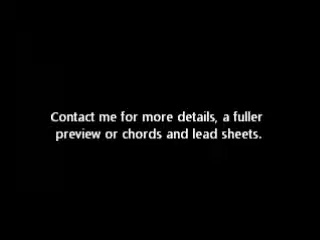 Contact me for more details, a fuller
preview or chords and lead sheets.